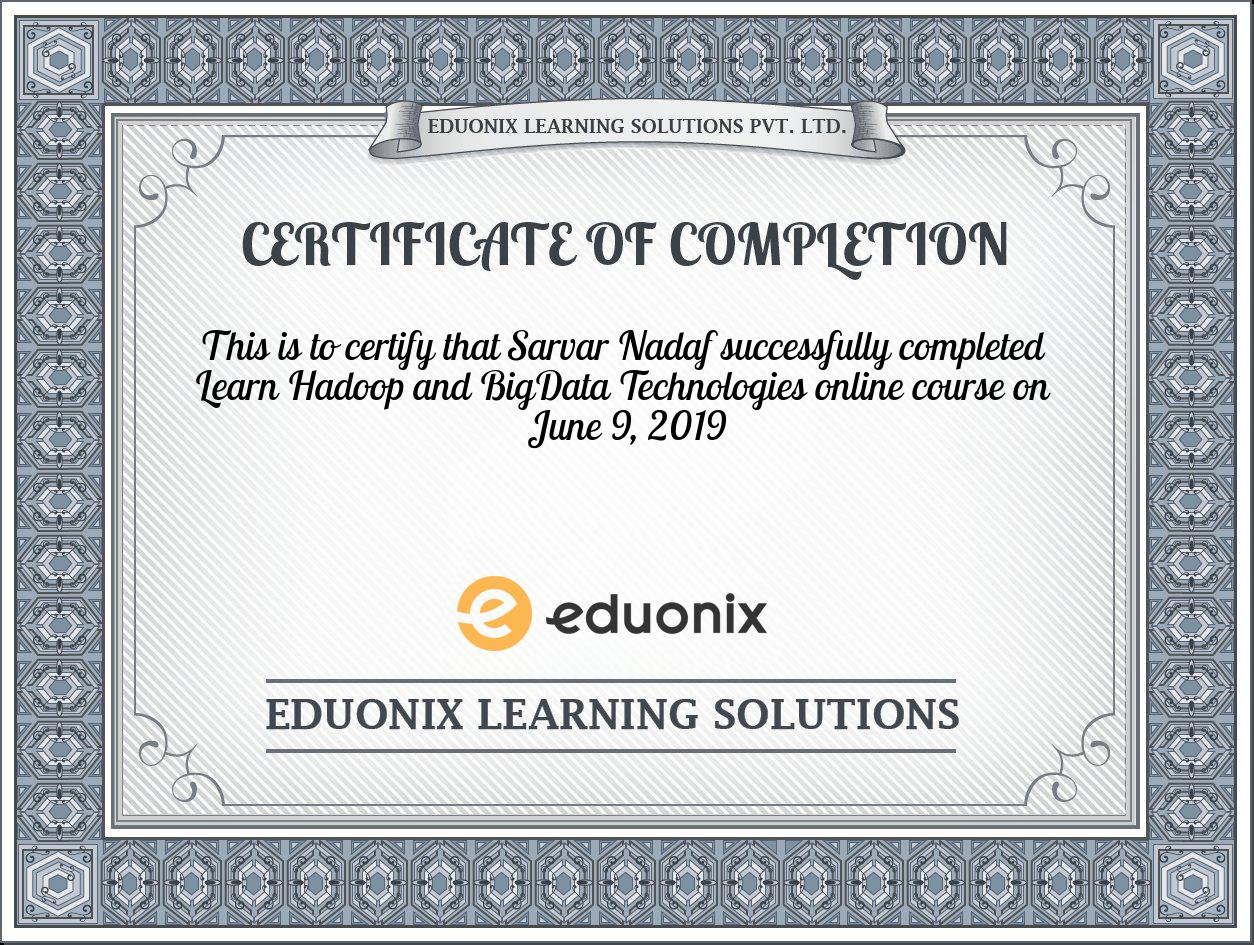 EDUONIX LEARNING SOLUTIONS PVT. LTD.
CERTIFICATE OF COMPLETION
This is to certify that Sarvar Nadaf successfully completed
Learn Hadoop and BigData Technologies online course on
June 9, 2019
eduonix
EDUONIX LEARNING SOLUTIONS